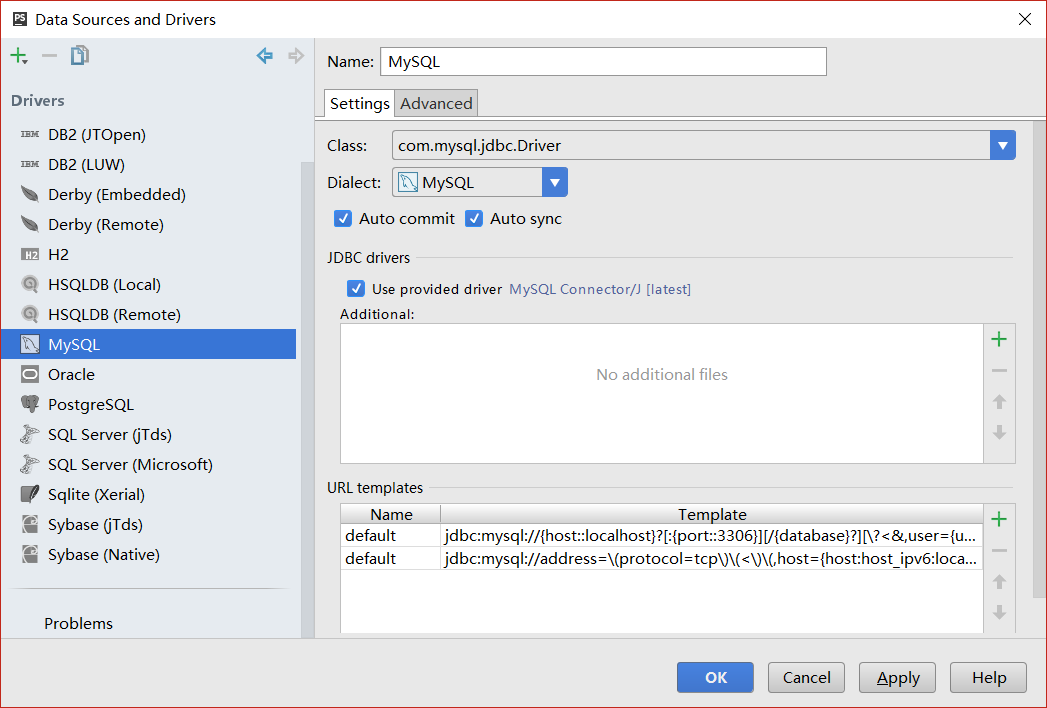 PS Data Sources and Drivers
Name: MySQL
Drivers
Settings Advanced
IBM DB2 (JTOpen)
Class: com.mysql.jdbc.Driver
IBM DB2 (LUW)
Dialect: MySQL
Derby (Embedded)
Auto commit Auto sync
Derby (Remote)
H2 H2
JDBC drivers
HSQLDB (Local)
Use provided driver MySQL Connector/J [latest]
HSQLDB (Remote)
Additional:
MySQL
No additional files
Oracle
PostgreSQL
SQL Server (jTds)
SQL Server (Microsoft)
Sqlite (Xerial)
Sybase (jTds)
Sybase (Native)
Problems
URL templates
Name Template
default jdbc:mysql://{host::localhost}?[:{port::3306}][/{database}?][\?<&,user={u...
default jdbc:mysql://address=\(protocol=tcp\)\(<\)\(,host={host:host_ipv6:loca...
OK Cancel Apply Help